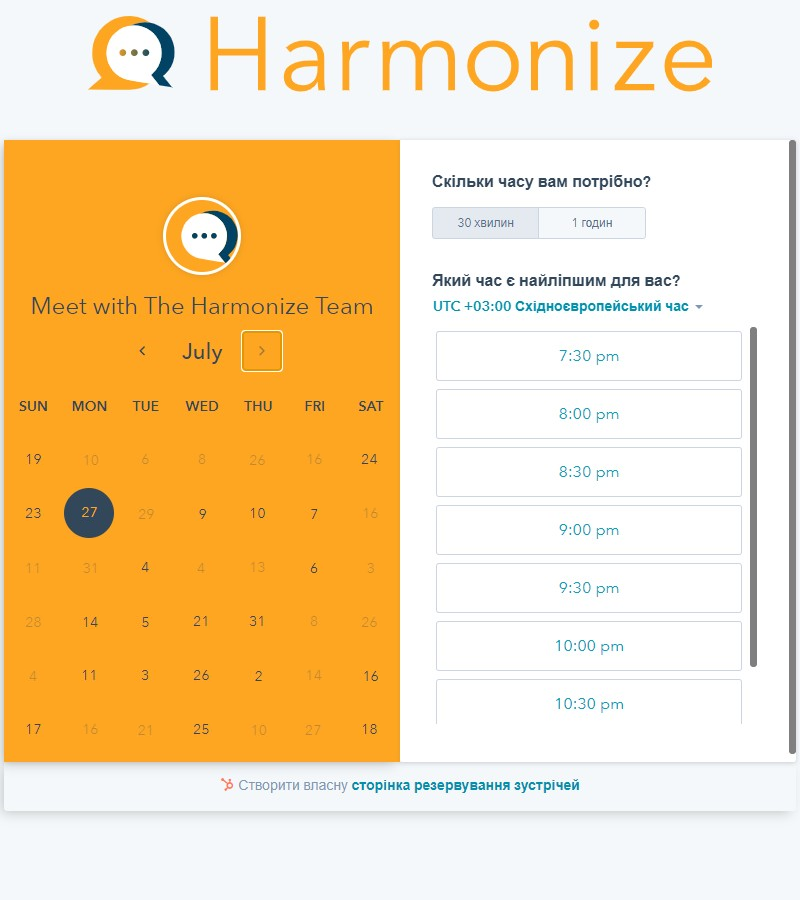 Harmonize
Meet with The Harmonize Team
July
SUN MON TUE WED THU FRI SAT
19 10 6 8 26 16 24
23 27 29 9 10 7 16
11 31 4 4 13 6 3
28 14 5 21 31 8 26
4 11 3 26 2 14 16
17 16 21 25 10 27 18
Скільки часу вам потрібно?
30 хвилин 1 годин
Який час є найліпшим для вас?
UTC +03:00 Східноєвропейський час
7:30 pm
8:00 pm
8:30 pm
9:00 pm
9:30 pm
10:00 pm
10:30 pm
Створити власну сторінка резервування зустрічей